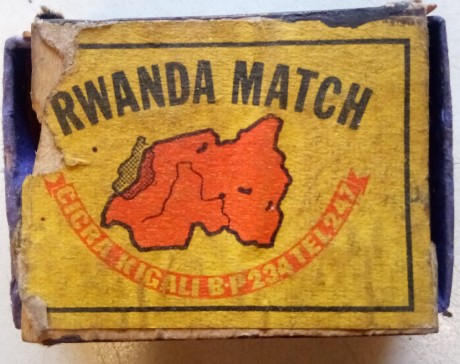 RWANDA MATCH
CICRA KIGALI B.P 234 TEL 247